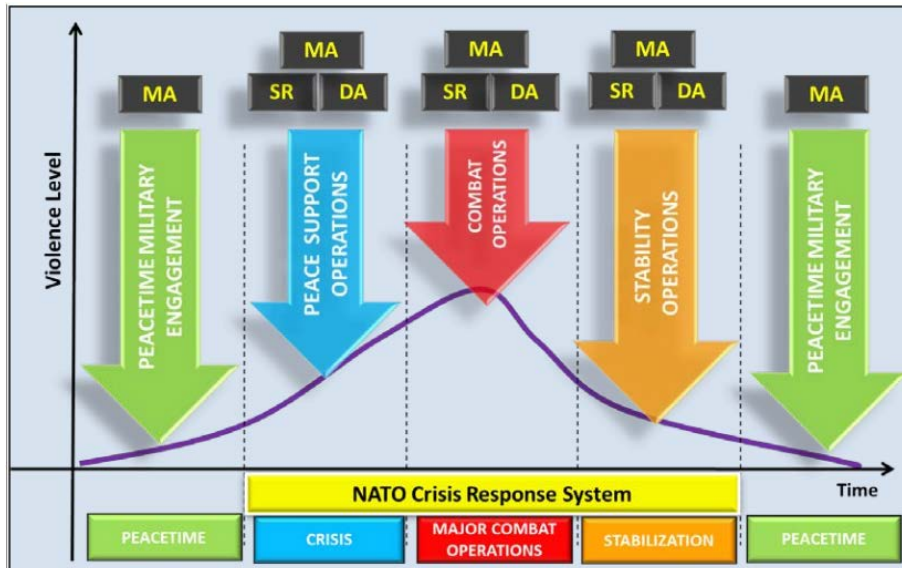 MA
MA
SR DA
MA
SR DA
MA
SR DA
MA
Violence Level
PEACETIME MILITARY
ENGAGEMENT
PEACE SUPPORT
OPERATIONS
COMBAT
OPERATIONS
STABILITY
OPERATIONS
PEACETIME MILITARY
ENGAGEMENT
NATO Crisis Response System
Time
PEACETIME
CRISIS
MAJOR COMBAT
OPERATIONS
STABILIZATION
PEACETIME